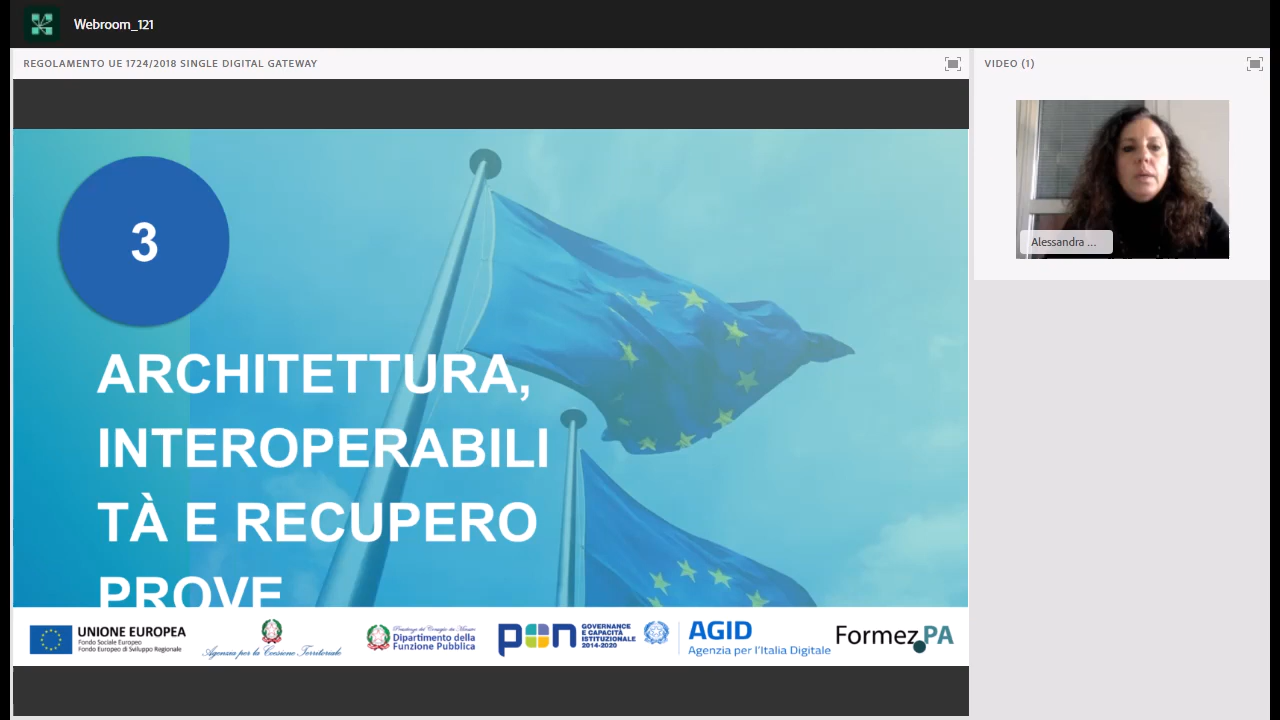 Webroom_121
REGOLAMENTO UE 1724/2018 SINGLE DIGITAL GATEWAY
VIDEO (1)
3
ARCHITETTURA,
INTEROPERABILI
TÀ E RECUPERO
PROVE
Alessandra ...
UNIONE EUROPEA
Fondo Sociale Europeo
Fondo Europeo di Sviluppo Regionale
Agenzia per la Coesione Territoriale
Presidenza del Consiglio dei Ministri
Dipartimento della
Funzione Pubblica
pon
GOVERNANCE
E CAPACITÀ
ISTITUZIONALE
2014-2020
AGID
Agenzia per l'Italia Digitale
Formez PA